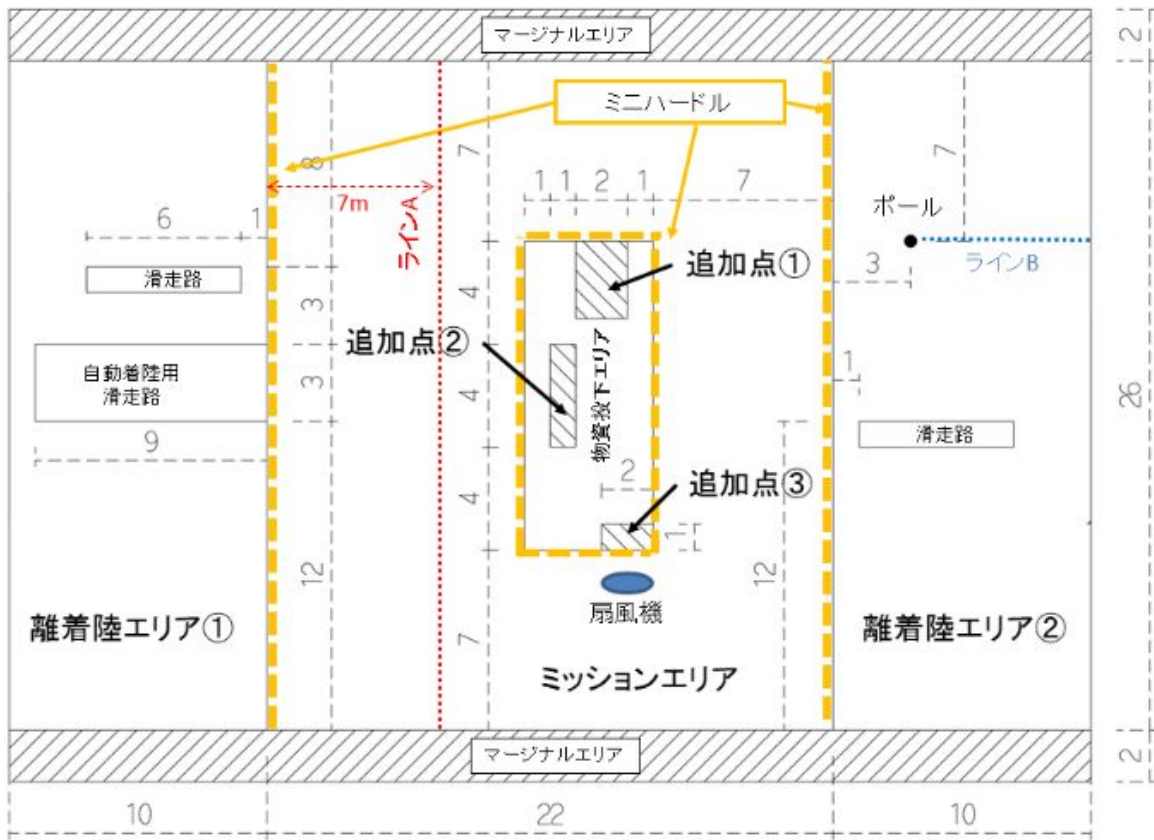 マージナルエリア
2
ミニハードル
8
7
7m
ラインA
1
1
2
1
7
7
ポール
ラインB
3
6
1
滑走路
3
追加点①
4
追加点②
自動着陸用
滑走路
3
9
4
物資投下エリア
1
滑走路
26
2
追加点③
4
1
12
12
扇風機
離着陸エリア①
7
ミッションエリア
離着陸エリア②
マージナルエリア
2
10
22
10